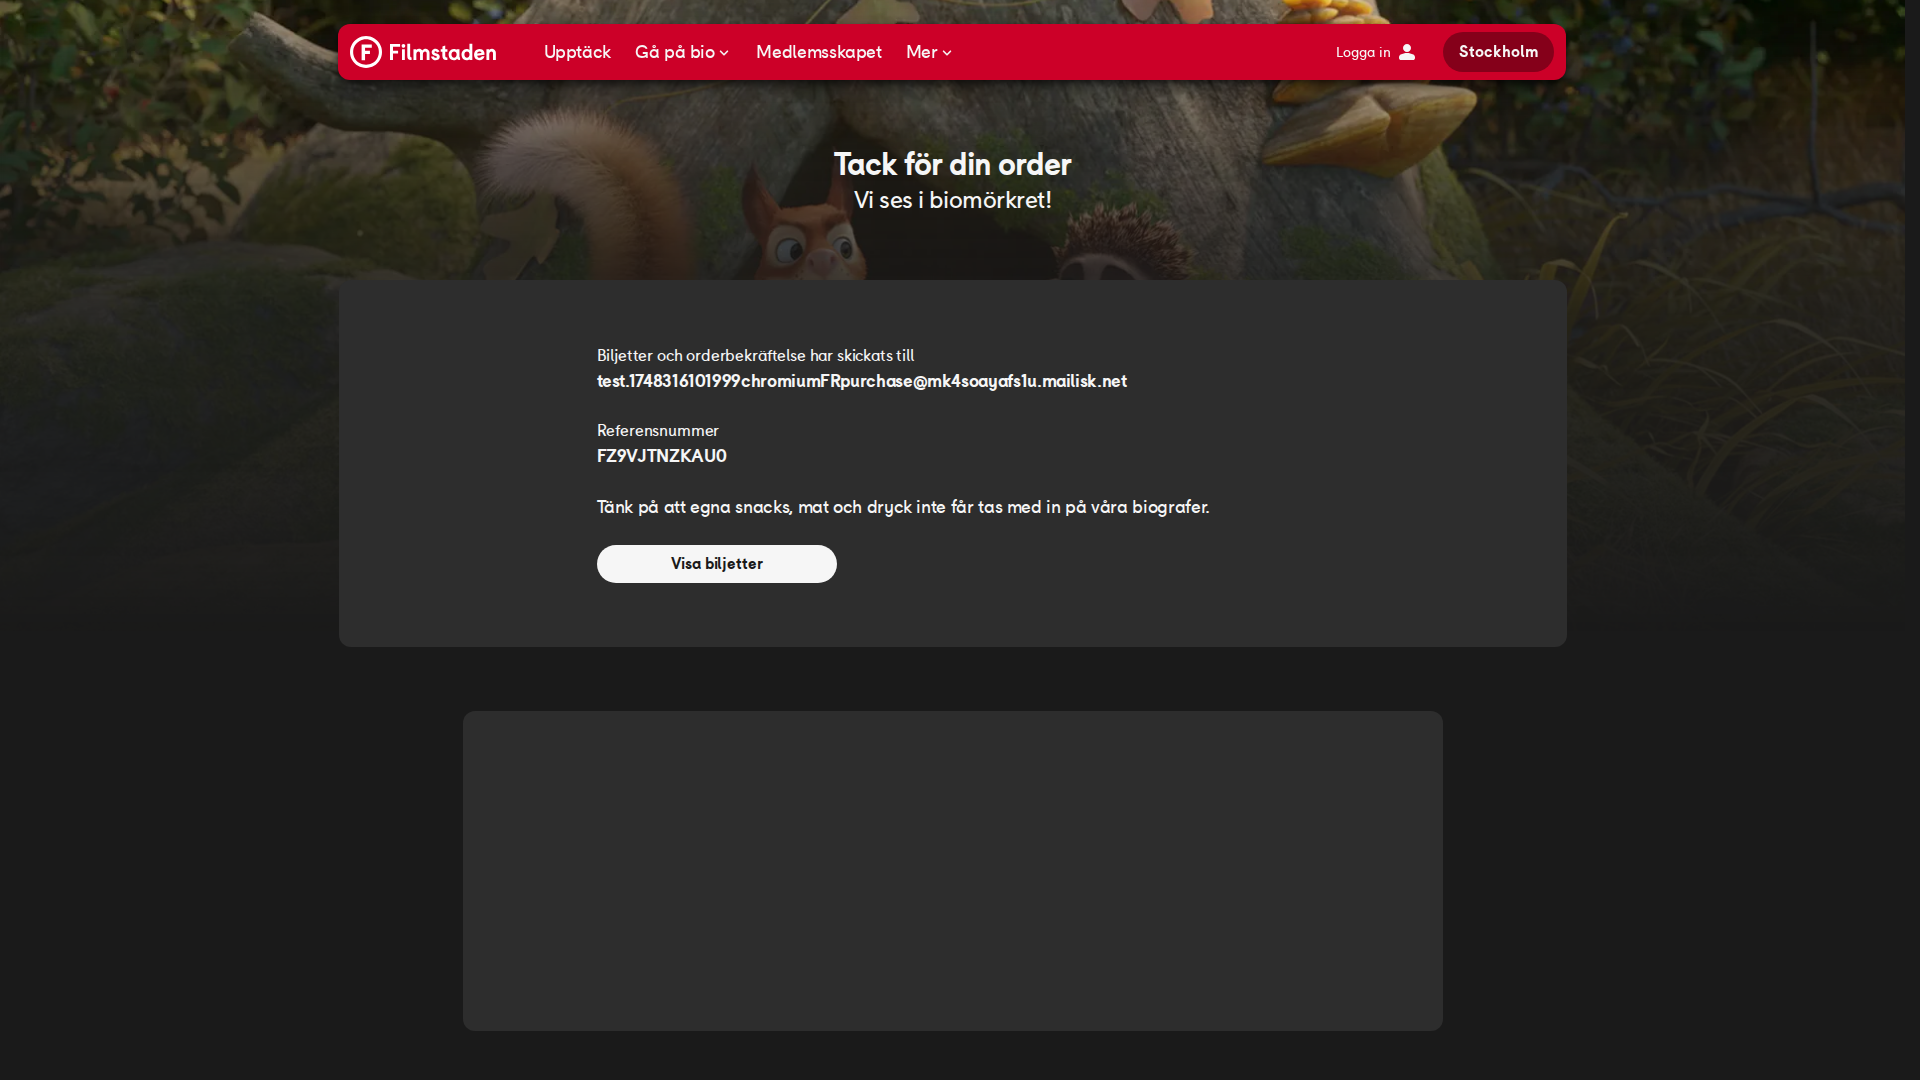 Filmstaden
Upptäck
Gå på bio
Medlemsskapet
Mer
Logga in
Stockholm
Tack för din order
Vi ses i biomörkret!
Biljetter och orderbekräftelse har skickats till
test.1748316101999chromiumFRpurchase@mk4soayafs1u.mailisk.net
Referensnummer
FZ9VJTNZKAU0
Tänk på att egna snacks, mat och dryck inte får tas med in på våra biografer.
Visa biljetter